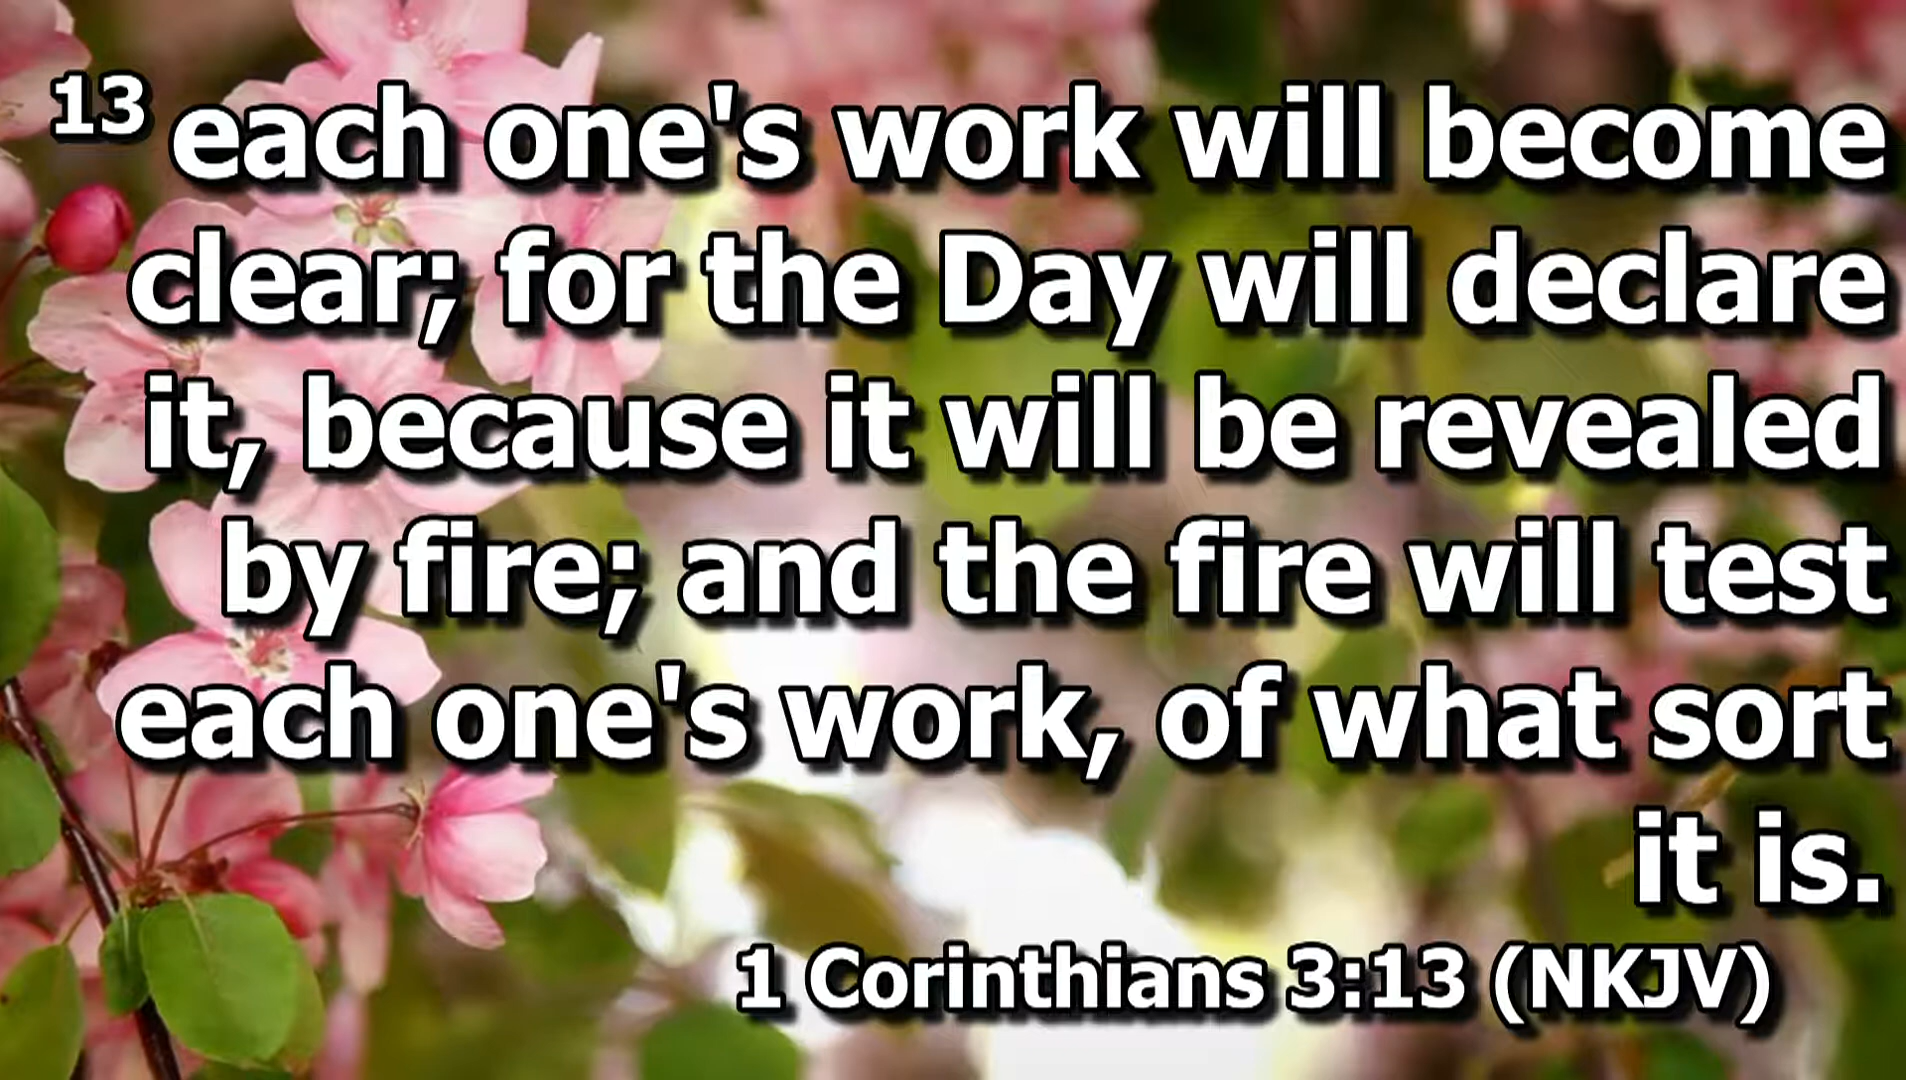 13 each one's work will become
clear; for the Day will declare
it, because it will be revealed
by fire; and the fire will test
each one's work, of what sort
it is.
1 Corinthians 3:13 (NKJV)